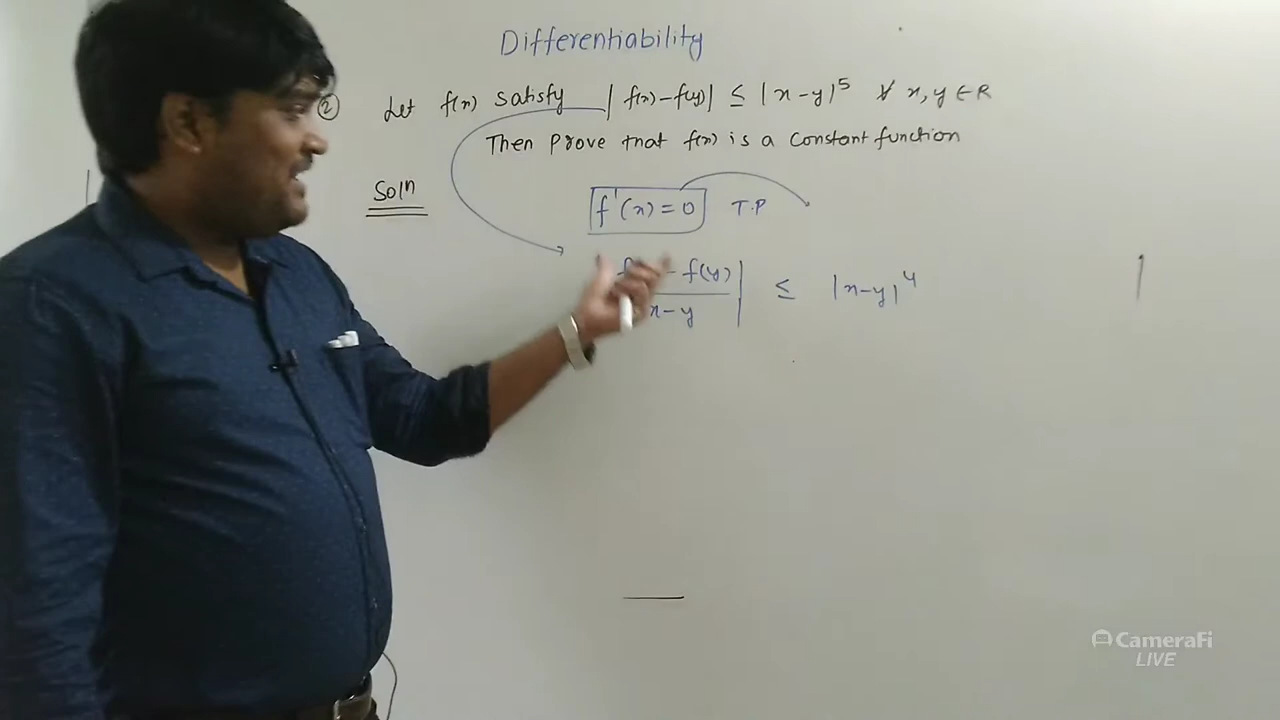 Differentiability
② Let f(x) satisfy |f(x)-f(y)| ≤ |x-y|^5 ∀ x, y ∈ R
Then prove that f(x) is a constant function
Soln
f'(x) = 0 T.P
- f(y)| ≤ |x-y|^4
x-y
CameraFi
LIVE